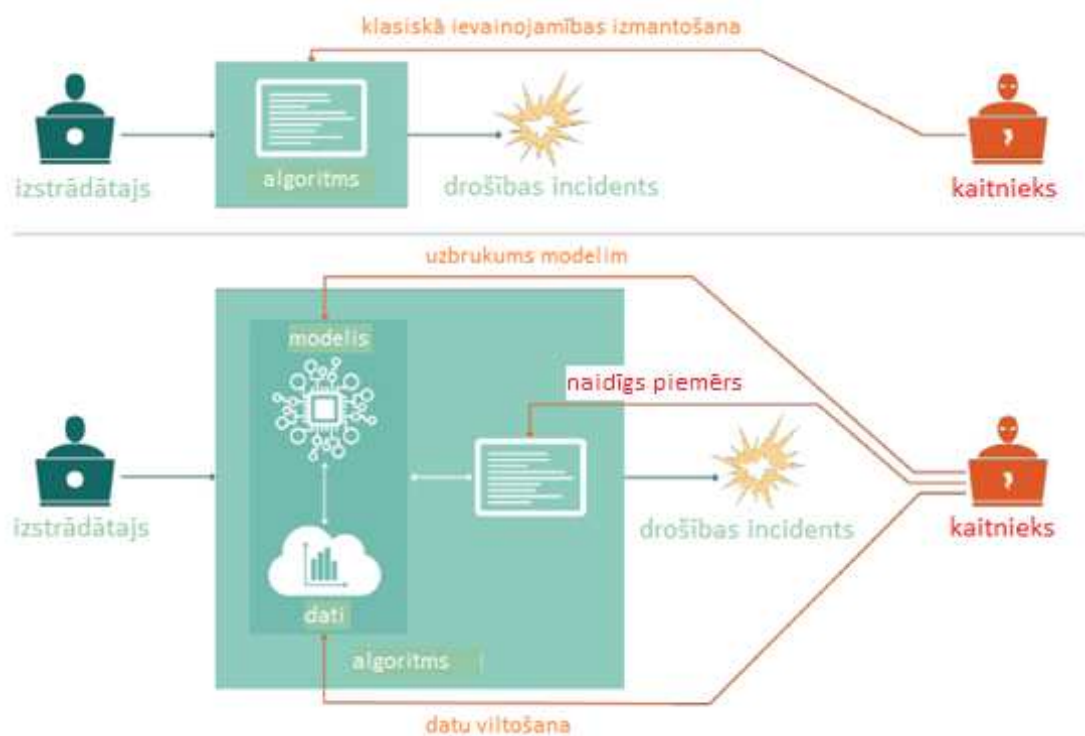 klasiskā ievainojamības izmantošana
izstrādātajs
algoritms
drošības incidents
kaitnieks
uzbrukums modelim
modelis
naidīgs piemērs
izstrādātajs
drošības incidents
kaitnieks
dati
algoritms
datu viltošana